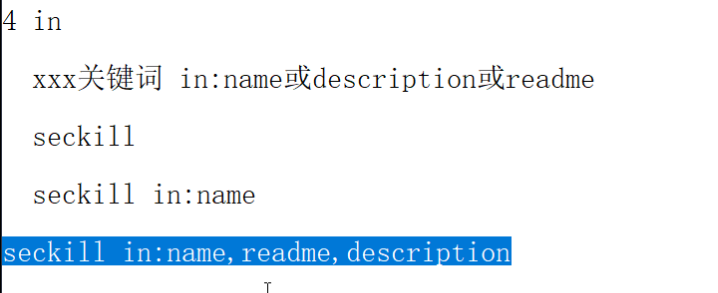 4 in
xxx关键词 in:name或description或readme
seckill
seckill in:name
seckill in:name,readme,description